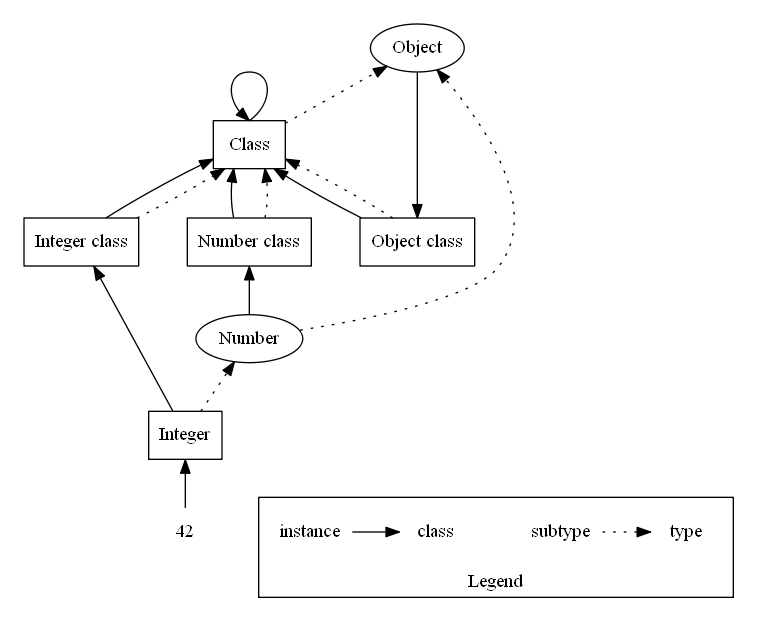 Object
Class
Integer class
Number class
Object class
Number
Integer
42
instance
class
subtype
type
Legend